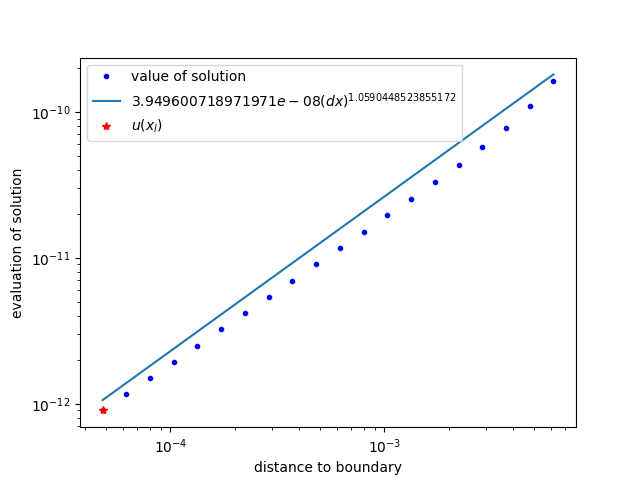 value of solution
3.949600718971971e − 08(dx)^1.0590448523855172
u(x_l)
10^−10
10^−11
10^−12
evaluation of solution
10^−4
10^−3
distance to boundary